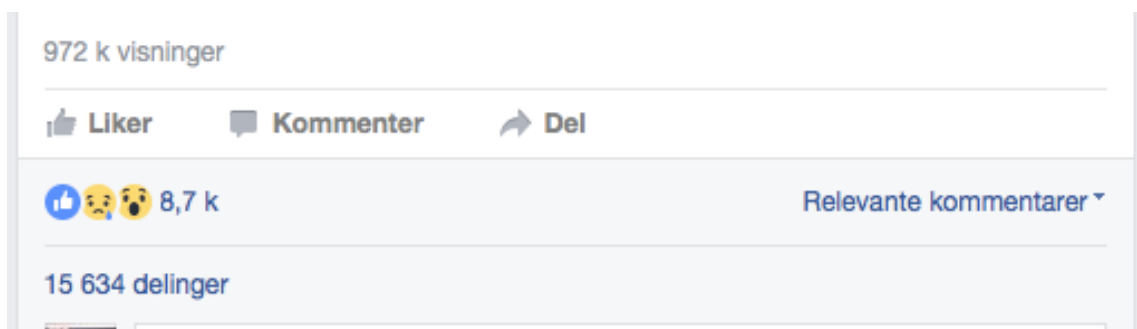 972 k visninger
Liker Kommenter Del
8,7 k Relevante kommentarer
15 634 delinger